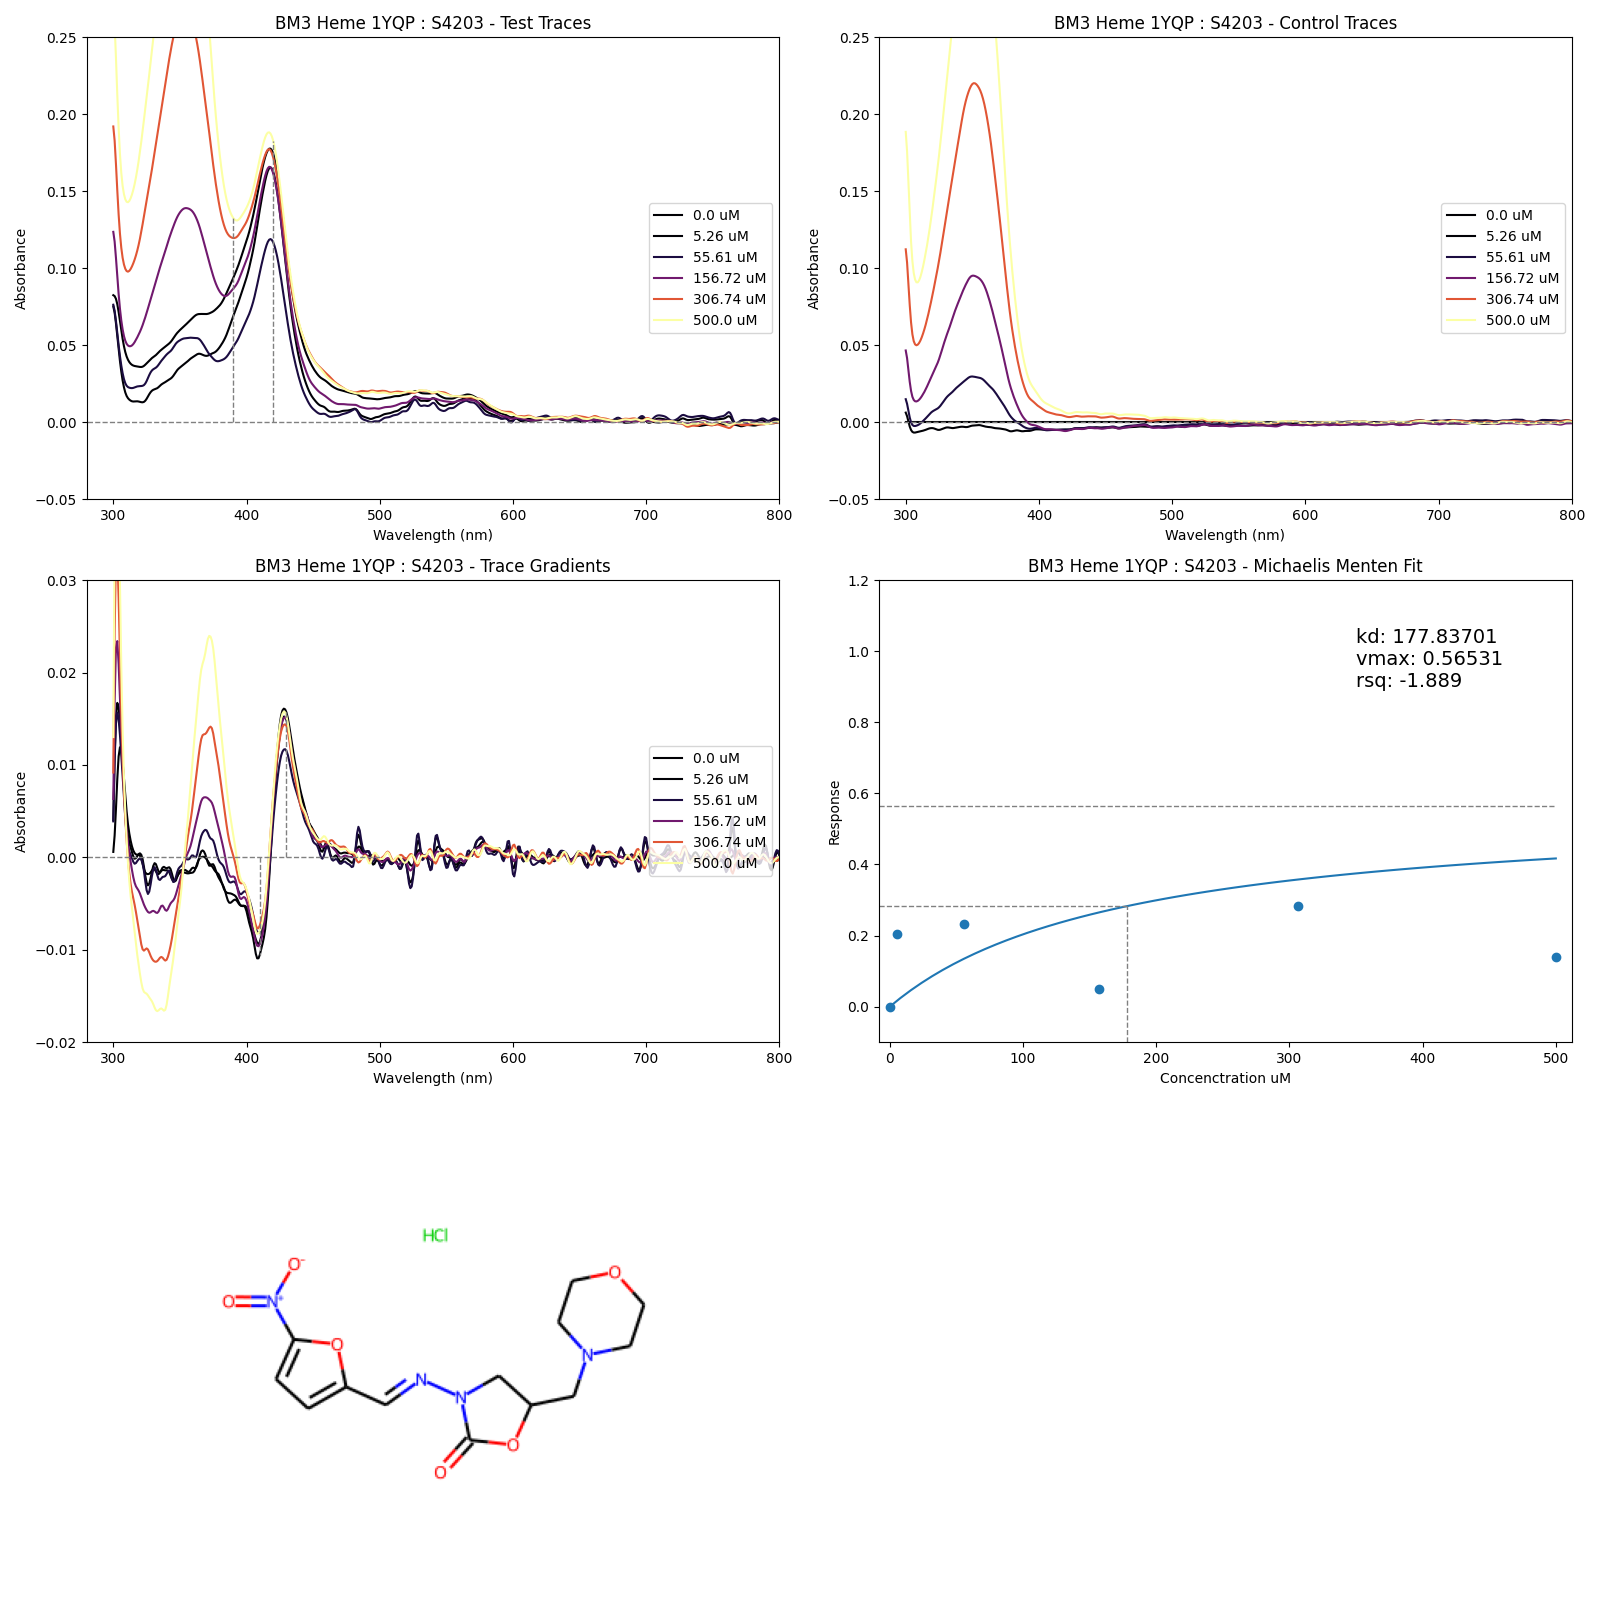 BM3 Heme 1YQP : S4203 - Test Traces
Absorbance
0.25
0.20
0.15
0.10
0.05
0.00
−0.05
300 400 500 600 700 800
Wavelength (nm)
0.0 uM
5.26 uM
55.61 uM
156.72 uM
306.74 uM
500.0 uM
BM3 Heme 1YQP : S4203 - Control Traces
Absorbance
0.25
0.20
0.15
0.10
0.05
0.00
−0.05
300 400 500 600 700 800
Wavelength (nm)
0.0 uM
5.26 uM
55.61 uM
156.72 uM
306.74 uM
500.0 uM
BM3 Heme 1YQP : S4203 - Trace Gradients
Absorbance
0.03
0.02
0.01
0.00
−0.01
−0.02
300 400 500 600 700 800
Wavelength (nm)
0.0 uM
5.26 uM
55.61 uM
156.72 uM
306.74 uM
500.0 uM
BM3 Heme 1YQP : S4203 - Michaelis Menten Fit
Response
1.2
1.0
0.8
0.6
0.4
0.2
0.0
0 100 200 300 400 500
Concenctration uM
kd: 177.83701
vmax: 0.56531
rsq: -1.889
HCl
O-
O N+
O
N
N
O
O
N
O